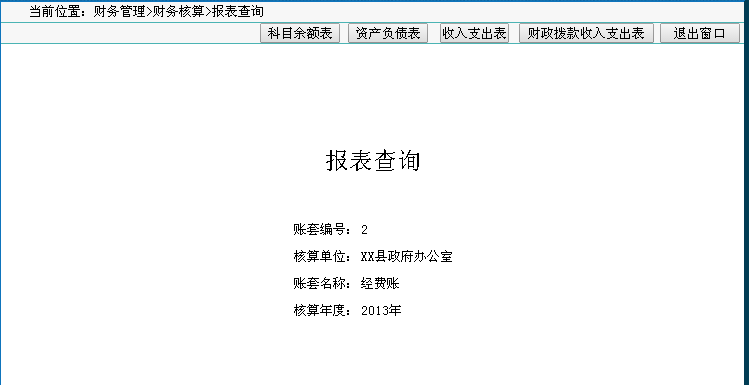 当前位置：财务管理>财务核算>报表查询
科目余额表 资产负债表 收入支出表 财政拨款收入支出表 退出窗口
报表查询
账套编号：2
核算单位：XX县政府办公室
账套名称：经费账
核算年度：2013年